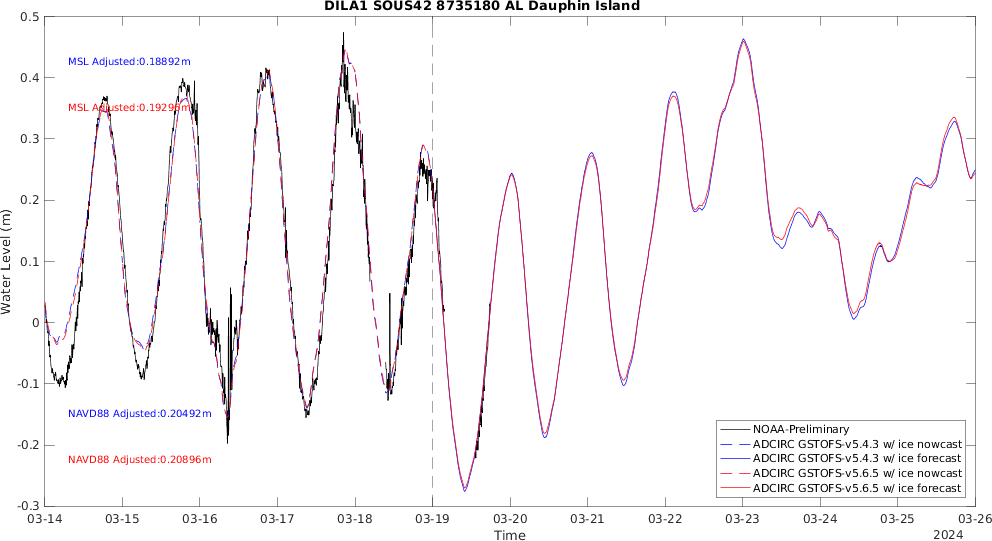 DILA1 SOUS42 8735180 AL Dauphin Island
0.5
0.4
0.3
0.2
0.1
0
-0.1
-0.2
-0.3
Water Level (m)
MSL Adjusted:0.18892m
MSL Adjusted:0.19296m
NAVD88 Adjusted:0.20492m
NAVD88 Adjusted:0.20896m
NOAA-Preliminary
ADCIRC GSTOFS-v5.4.3 w/ ice nowcast
ADCIRC GSTOFS-v5.4.3 w/ ice forecast
ADCIRC GSTOFS-v5.6.5 w/ ice nowcast
ADCIRC GSTOFS-v5.6.5 w/ ice forecast
03-14 03-15 03-16 03-17 03-18 03-19 03-20 03-21 03-22 03-23 03-24 03-25 03-26
Time
2024